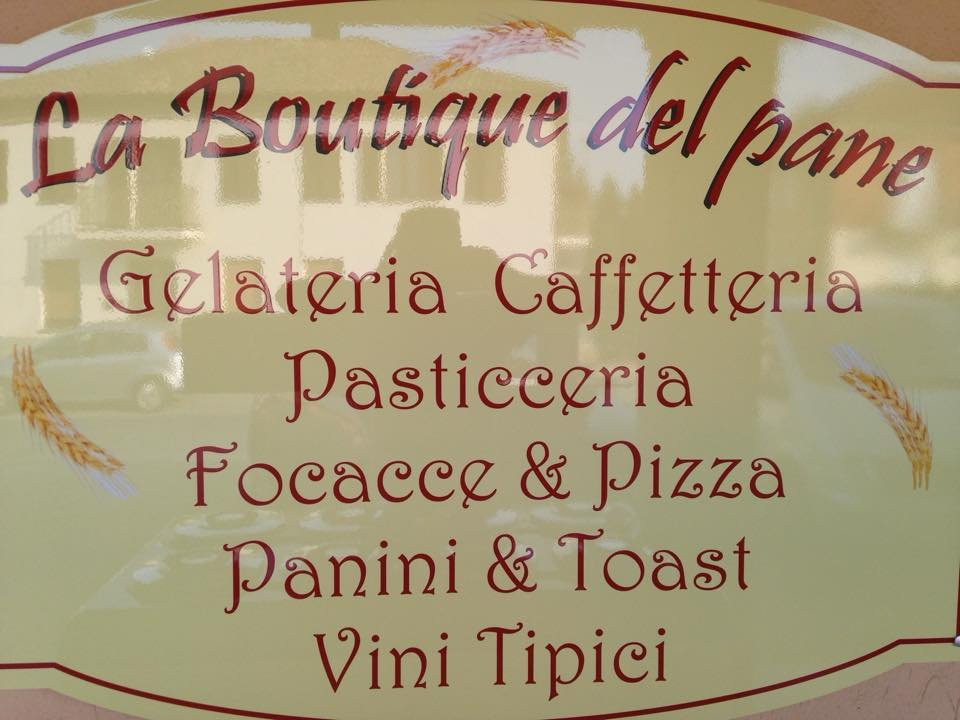 La Boutique del pane
Gelateria Caffetteria
Pasticceria
Focacce & Pizza
Panini & Toast
Vini Tipici